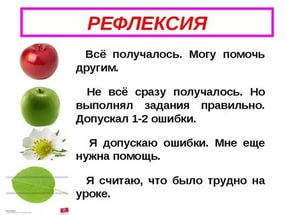 РЕФЛЕКСИЯ
Всё получалось. Могу помочь
другим.
Не всё сразу получалось. Но
выполнял задания правильно.
Допускал 1-2 ошибки.
Я допускаю ошибки. Мне еще
нужна помощь.
Я считаю, что было трудно на
уроке.